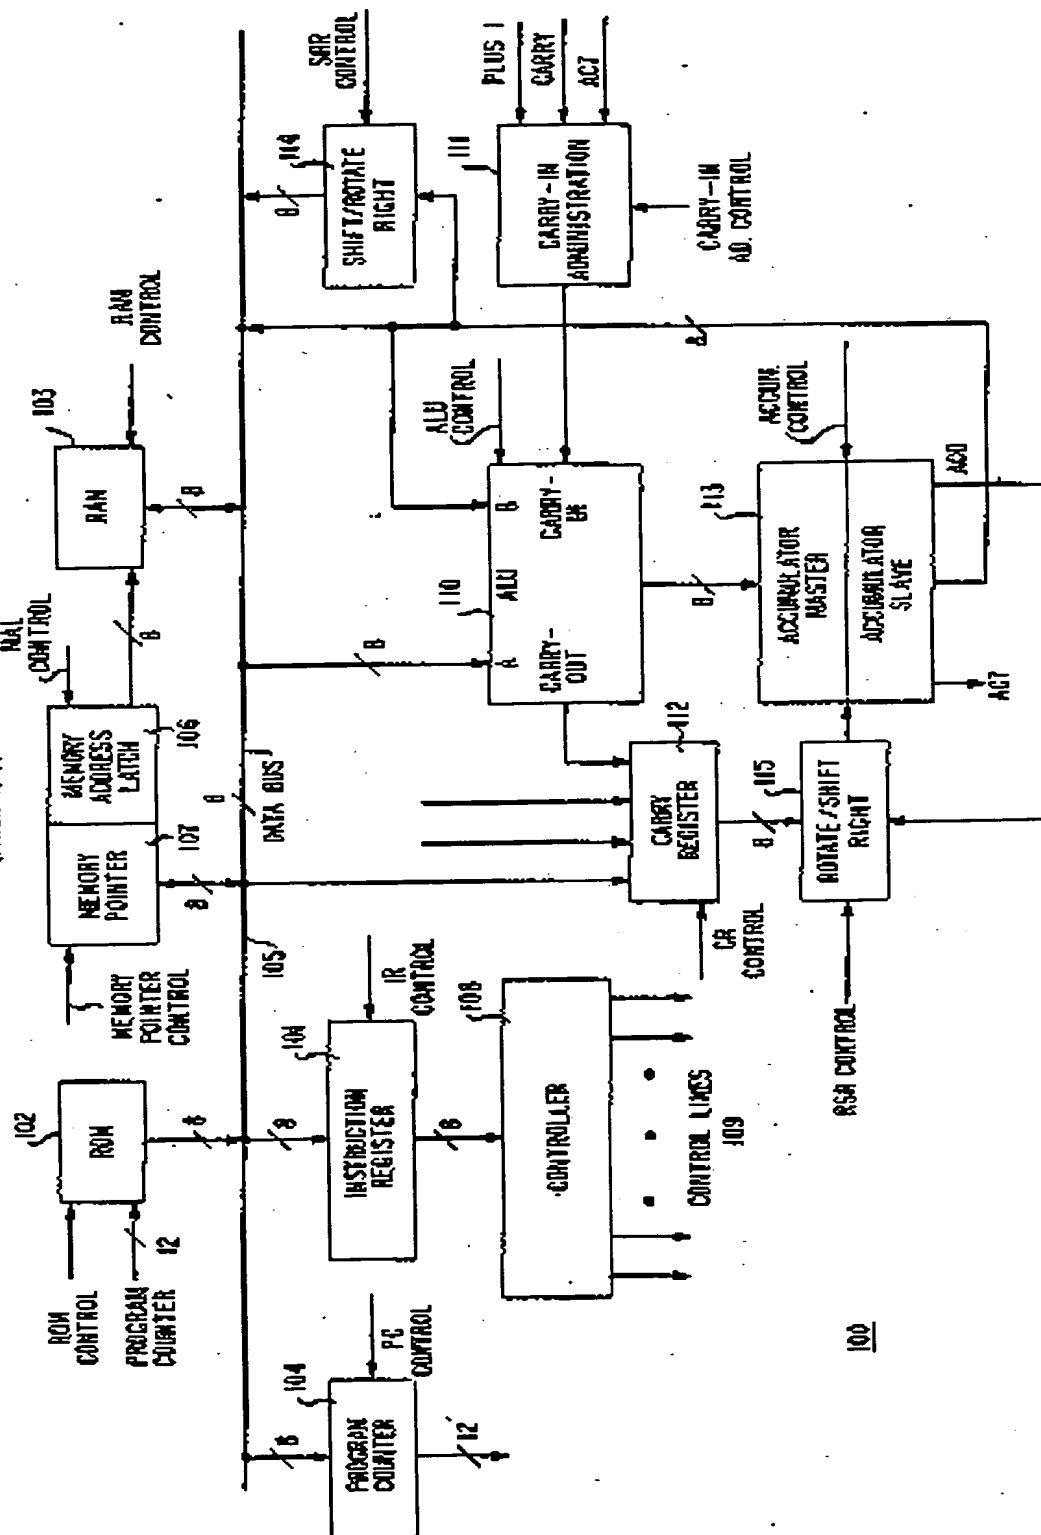 ROM
CONTROL
PROGRAM
COUNTER
12
102
ROM
8
MEMORY
POINTER
CONTROL
MEMORY
POINTER
107
MEMORY
ADDRESS
LATCH
106
MAL
CONTROL
8
8
RAM
103
RAM
CONTROL
8
105
8
DATA BUS
8
104
PROGRAM
COUNTER
PC
CONTROL
12
8
INSTRUCTION
REGISTER
IR
CONTROL
8
108
CONTROLLER
CONTROL LINES
109
8
110
A
B
ALU
CARRY-
OUT
CARRY-
IN
ALU
CONTROL
8
114
SHIFT/ROTATE
RIGHT
SAR
CONTROL
8
111
CARRY-IN
ADMINISTRATION
PLUS 1
CARRY
AC7
CARRY-IN
AD. CONTROL
8
112
CARRY
REGISTER
CR
CONTROL
8
8
113
ACCUMULATOR
MASTER
ACCUMULATOR
SLAVE
ACCUM.
CONTROL
AC0
AC7
115
ROTATE/SHIFT
RIGHT
RSR CONTROL
100